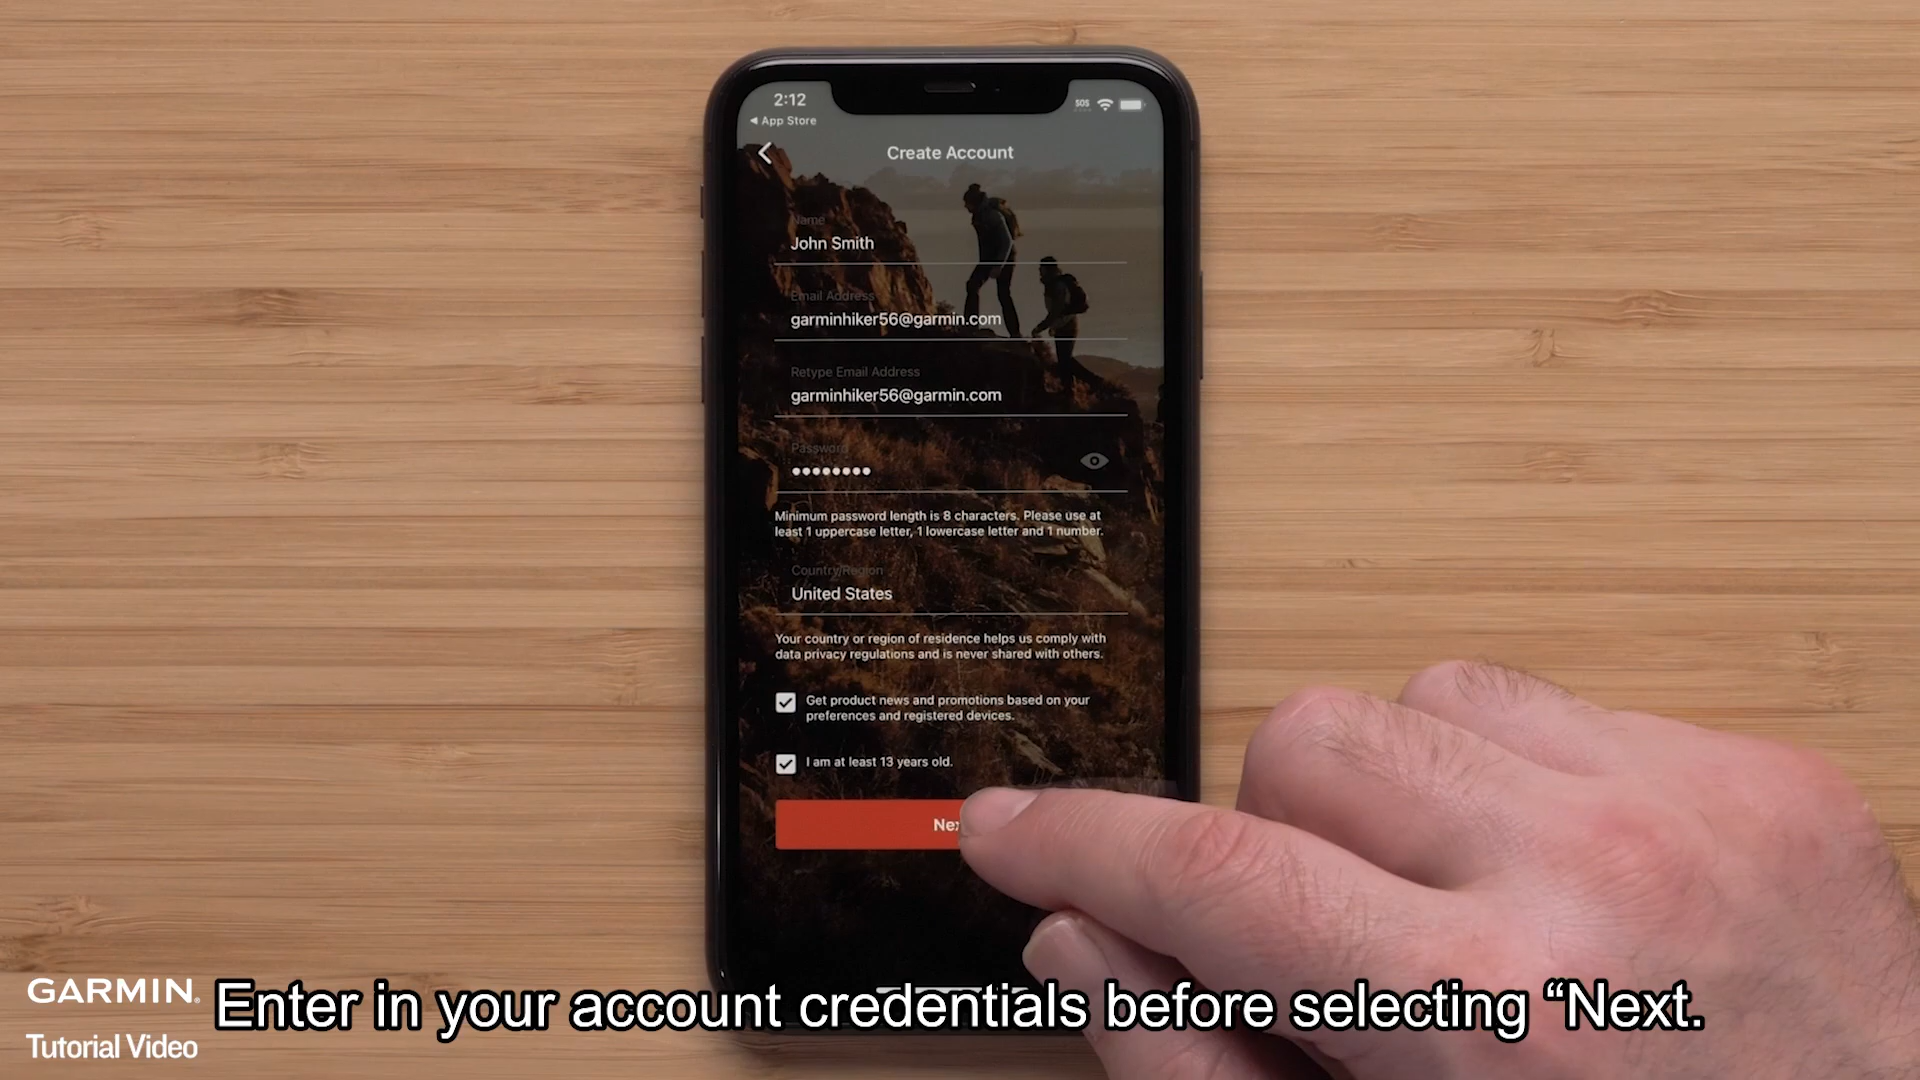 2:12
SOS
◀ App Store
Create Account
Name
John Smith
Email Address
garminhiker56@garmin.com
Retype Email Address
garminhiker56@garmin.com
Password
••••••••
Minimum password length is 8 characters. Please use at
least 1 uppercase letter, 1 lowercase letter and 1 number.
Country/Region
United States
Your country or region of residence helps us comply with
data privacy regulations and is never shared with others.
Get product news and promotions based on your
preferences and registered devices.
I am at least 13 years old.
Nex
GARMIN.
Tutorial Video
Enter in your account credentials before selecting “Next.